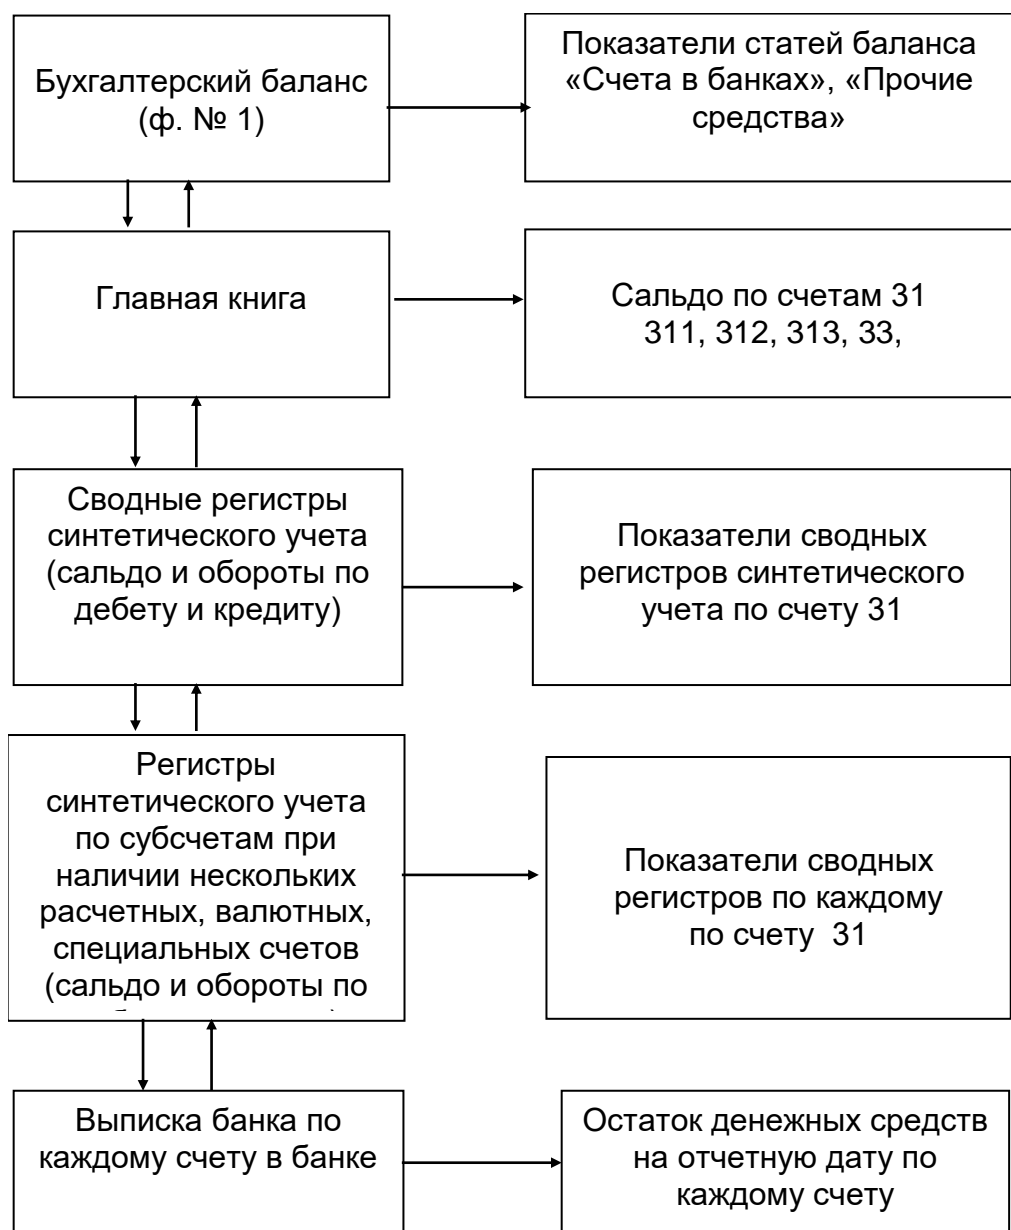 Бухгалтерский баланс
(ф. № 1)
Показатели статей баланса
«Счета в банках», «Прочие
средства»
Главная книга
Сальдо по счетам 31
311, 312, 313, 33,
Сводные регистры
синтетического учета
(сальдо и обороты по
дебету и кредиту)
Показатели сводных
регистров синтетического
учета по счету 31
Регистры
синтетического учета
по субсчетам при
наличии нескольких
расчетных, валютных,
специальных счетов
(сальдо и обороты по
Показатели сводных
регистров по каждому
по счету 31
Выписка банка по
каждому счету в банке
Остаток денежных средств
на отчетную дату по
каждому счету